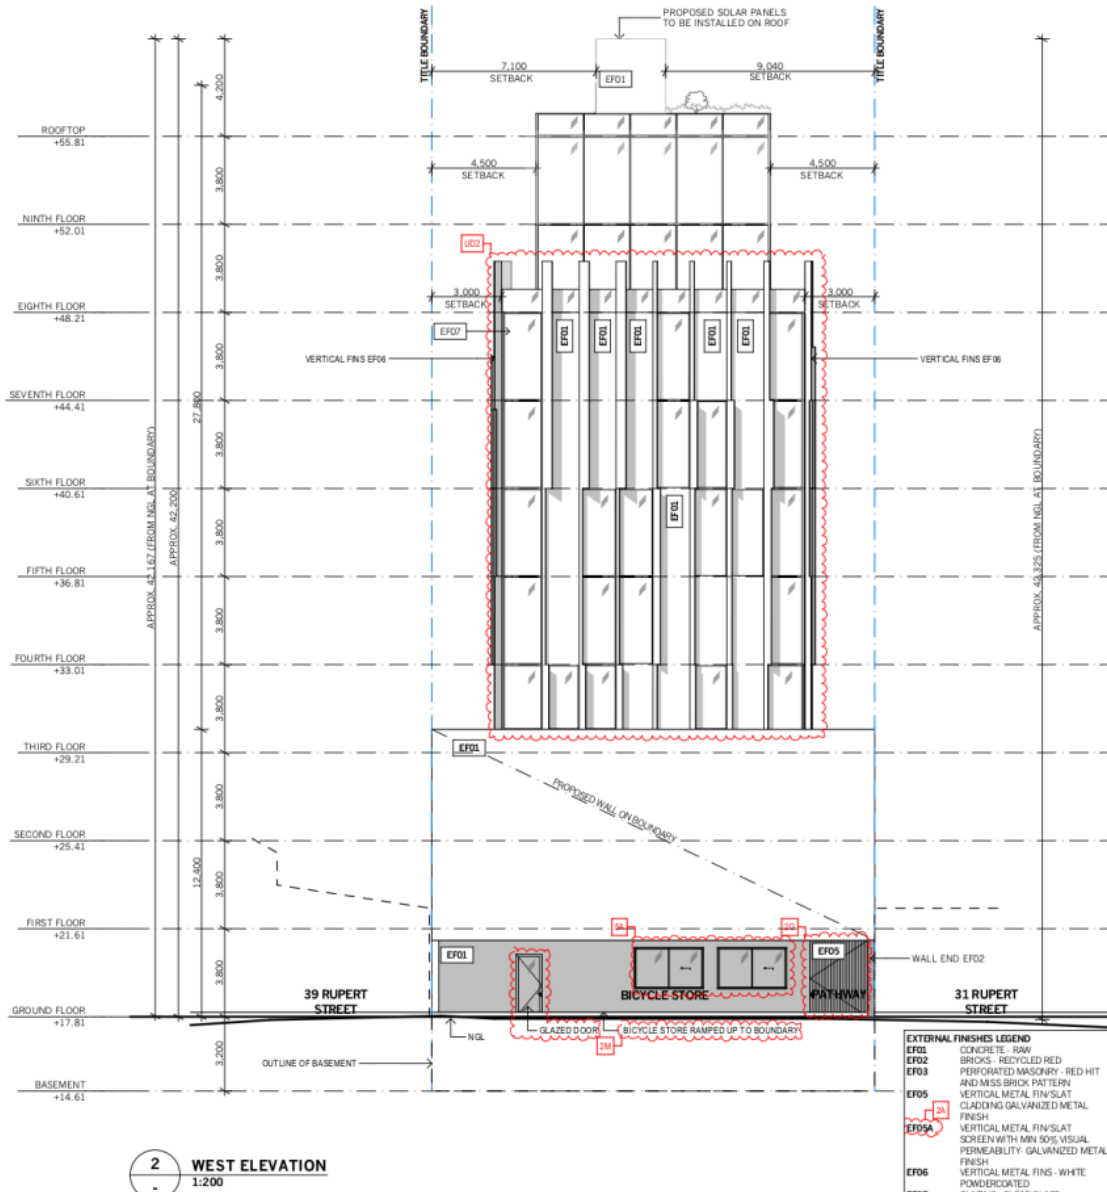 PROPOSED SOLAR PANELS
TO BE INSTALLED ON ROOF
TITLE BOUNDARY
TITLE BOUNDARY
7,100
SETBACK
9,040
SETBACK
EF01
4,200
ROOFTOP
+55.81
4,500
SETBACK
4,500
SETBACK
3,800
NINTH FLOOR
+52.01
UD2
3,800
3,000
SETBACK
3,000
SETBACK
EIGHTH FLOOR
+48.21
EF07
EF01
EF01
EF01
EF01
EF01
VERTICAL FINS EF06
VERTICAL FINS EF06
3,800
SEVENTH FLOOR
+44.41
27,800
3,800
SIXTH FLOOR
+40.61
EF01
APPROX. 42,167 (FROM NGL AT BOUNDARY)
APPROX. 42,200
APPROX. 42,325 (FROM NGL AT BOUNDARY)
3,800
FIFTH FLOOR
+36.81
3,800
FOURTH FLOOR
+33.01
3,800
THIRD FLOOR
+29.21
EF01
PROPOSED WALL ON BOUNDARY
3,800
SECOND FLOOR
+25.41
12,400
3,800
FIRST FLOOR
+21.61
2G
EF01
EF05
WALL END EF02
3,800
39 RUPERT
STREET
BICYCLE STORE
PATHWAY
31 RUPERT
STREET
GROUND FLOOR
+17.81
NGL
GLAZED DOOR
BICYCLE STORE RAMPED UP TO BOUNDARY
2M
3,200
OUTLINE OF BASEMENT
BASEMENT
+14.61
EXTERNAL FINISHES LEGEND
EF01 CONCRETE - RAW
EF02 BRICKS - RECYCLED RED
EF03 PERFORATED MASONRY - RED HIT
AND MISS BRICK PATTERN
EF05 VERTICAL METAL FIN/SLAT
CLADDING GALVANIZED METAL
FINISH
2A
EF05A VERTICAL METAL FIN/SLAT
SCREEN WITH MIN 50% VISUAL
PERMEABILITY- GALVANIZED METAL
FINISH
EF06 VERTICAL METAL FINS - WHITE
POWDERCOATED
2
WEST ELEVATION
1:200